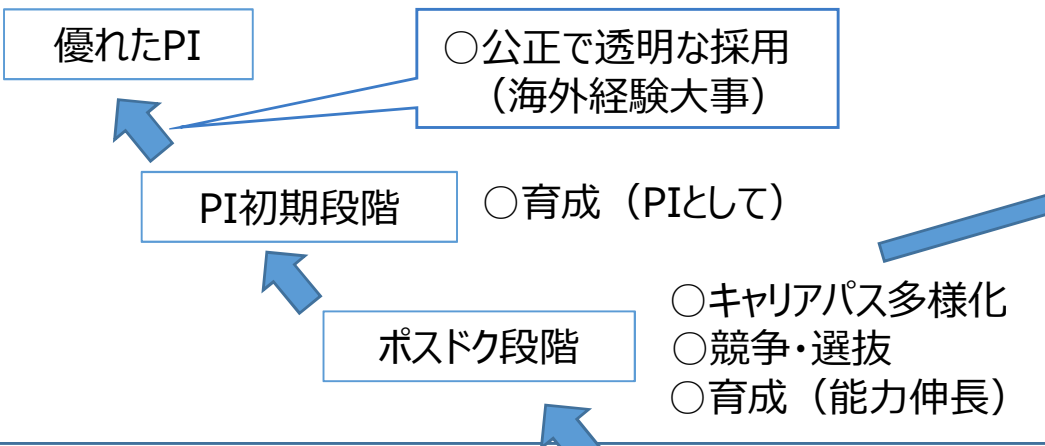 優れたPI
○公正で透明な採用
（海外経験大事）
PI初期段階
○育成（PIとして）
ポスドク段階
○キャリアパス多様化
○競争・選抜
○育成（能力伸長）